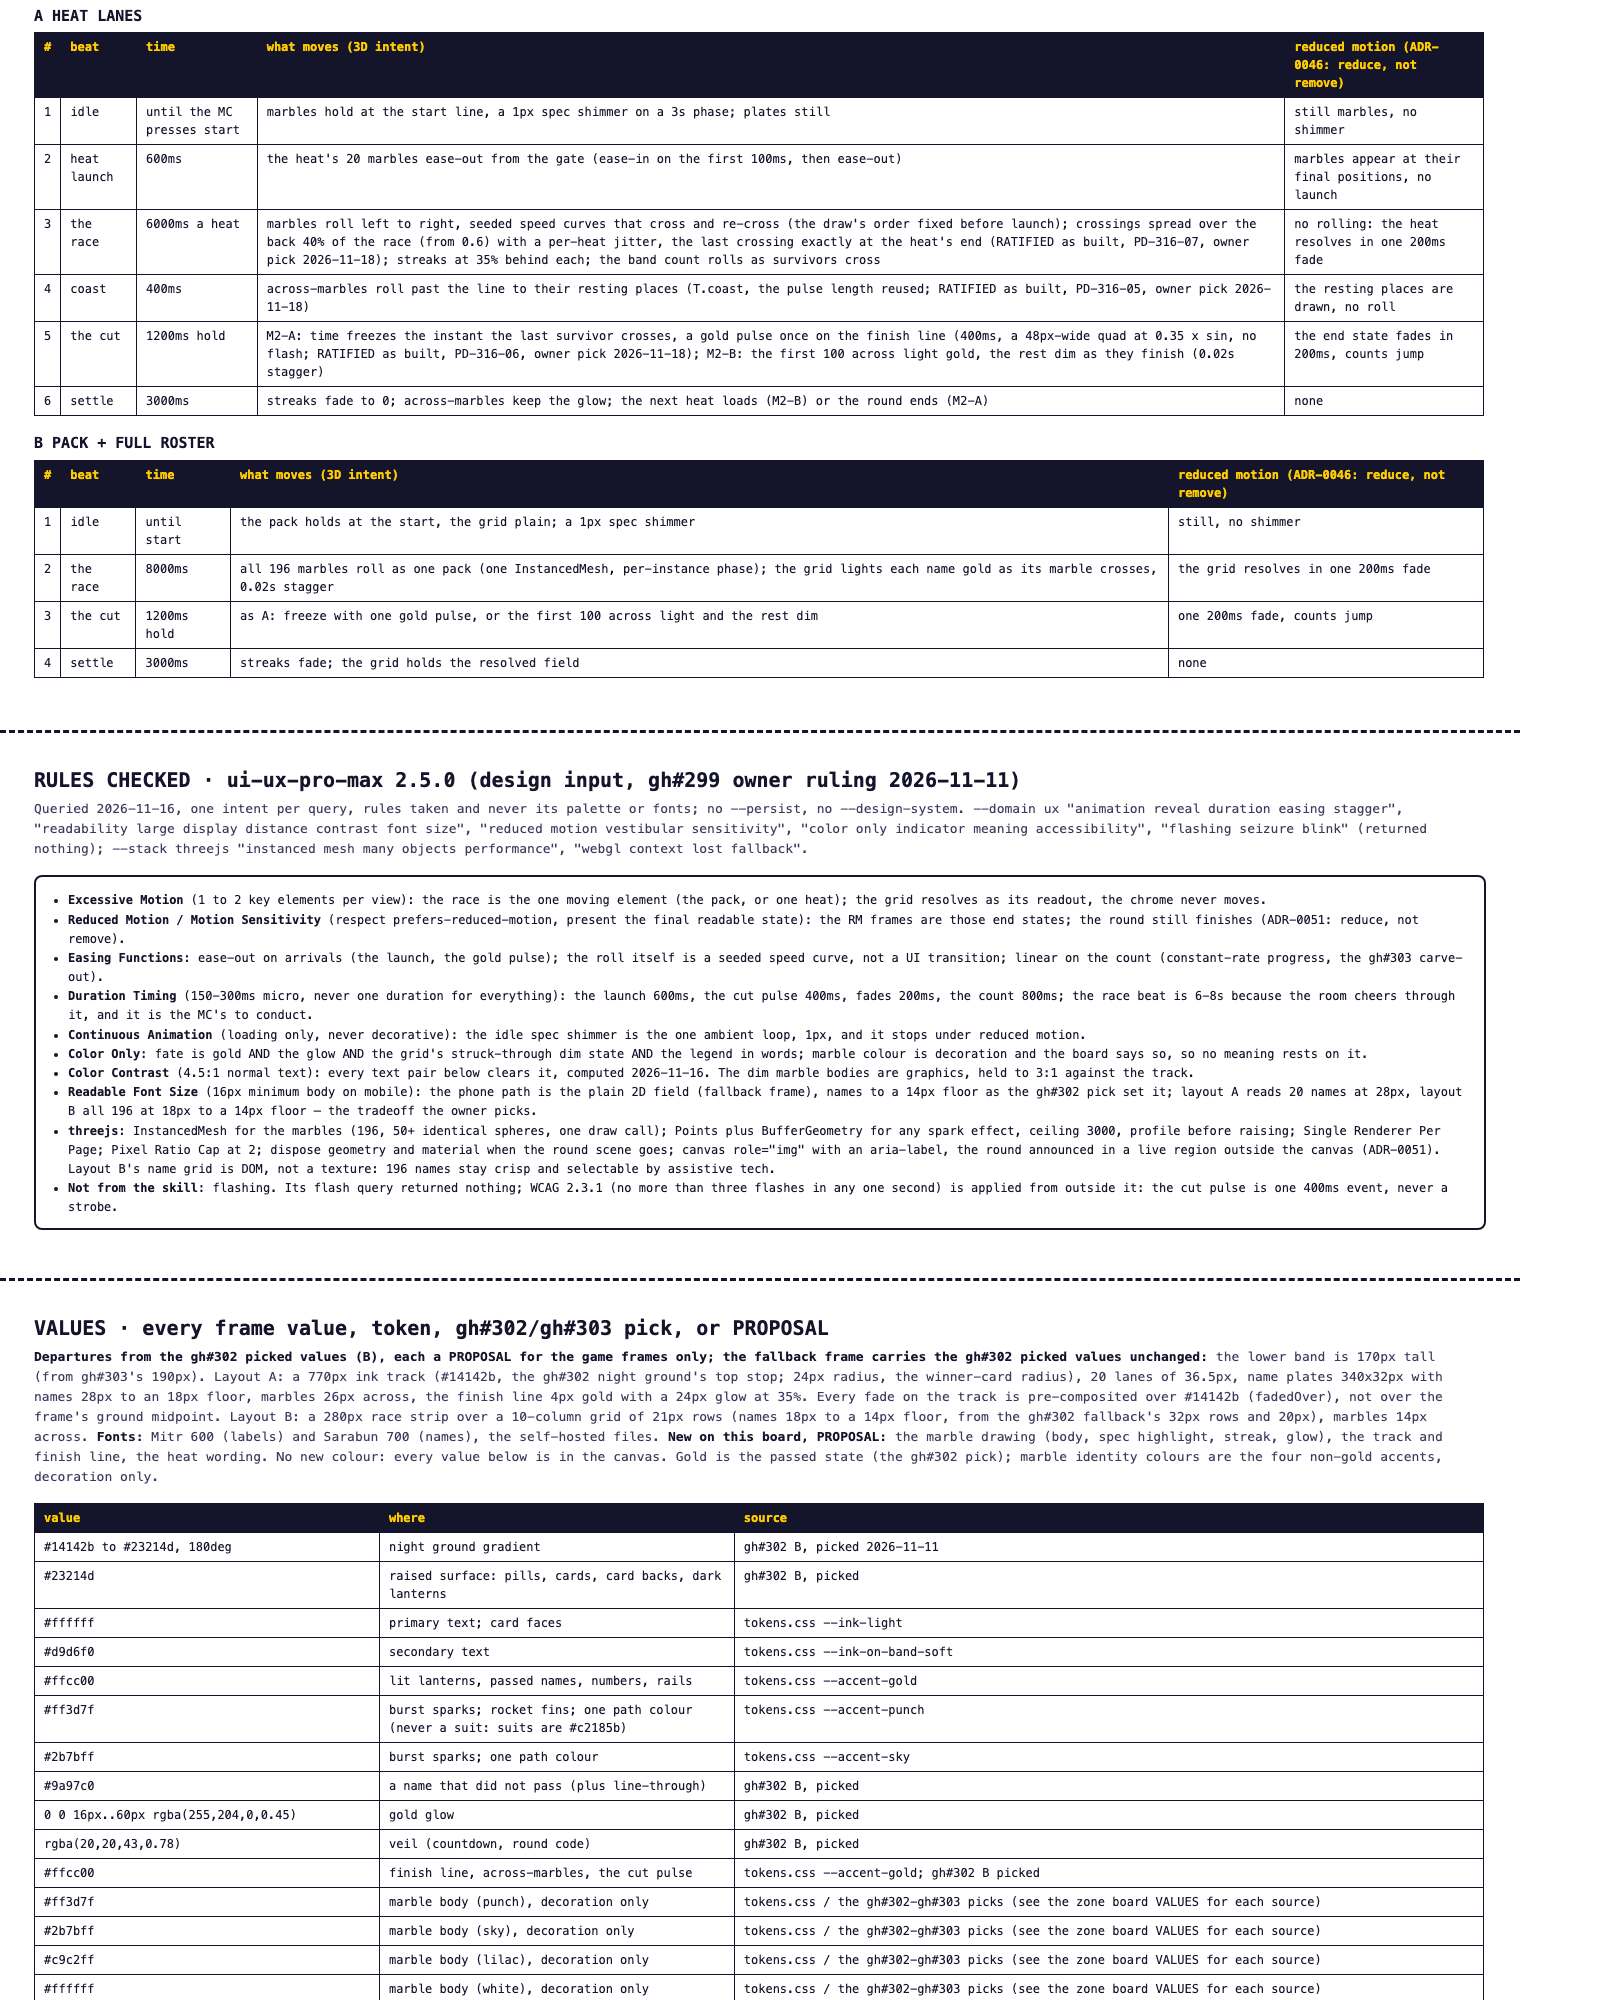 A HEAT LANES
# beat time what moves (3D intent) reduced motion (ADR-
0046: reduce, not
remove)
1 idle until the MC marbles hold at the start line, a 1px spec shimmer on a 3s phase; plates still still marbles, no
presses start shimmer
2 heat 600ms the heat's 20 marbles ease-out from the gate (ease-in on the first 100ms, then ease-out) marbles appear at their
launch final positions, no
launch
3 the 6000ms a heat marbles roll left to right, seeded speed curves that cross and re-cross (the draw's order fixed before launch); crossings spread over the no rolling: the heat
race back 40% of the race (from 0.6) with a per-heat jitter, the last crossing exactly at the heat's end (RATIFIED as built, PD-316-07, owner resolves in one 200ms
pick 2026-11-18); streaks at 35% behind each; the band count rolls as survivors cross fade
4 coast 400ms across-marbles roll past the line to their resting places (T.coast, the pulse length reused; RATIFIED as built, PD-316-05, owner pick 2026- the resting places are
11-18) drawn, no roll
5 the cut 1200ms hold M2-A: time freezes the instant the last survivor crosses, a gold pulse once on the finish line (400ms, a 48px-wide quad at 0.35 x sin, no the end state fades in
flash; RATIFIED as built, PD-316-06, owner pick 2026-11-18); M2-B: the first 100 across light gold, the rest dim as they finish (0.02s 200ms, counts jump
stagger)
6 settle 3000ms streaks fade to 0; across-marbles keep the glow; the next heat loads (M2-B) or the round ends (M2-A) none
B PACK + FULL ROSTER
# beat time what moves (3D intent) reduced motion (ADR-0046: reduce, not
remove)
1 idle until the pack holds at the start, the grid plain; a 1px spec shimmer still, no shimmer
start
2 the 8000ms all 196 marbles roll as one pack (one InstancedMesh, per-instance phase); the grid lights each name gold as its marble crosses, the grid resolves in one 200ms fade
race 0.02s stagger
3 the cut 1200ms as A: freeze with one gold pulse, or the first 100 across light and the rest dim one 200ms fade, counts jump
hold
4 settle 3000ms streaks fade; the grid holds the resolved field none
RULES CHECKED · ui-ux-pro-max 2.5.0 (design input, gh#299 owner ruling 2026-11-11)
Queried 2026-11-16, one intent per query, rules taken and never its palette or fonts; no --persist, no --design-system. --domain ux "animation reveal duration easing stagger",
"readability large display distance contrast font size", "reduced motion vestibular sensitivity", "color only indicator meaning accessibility", "flashing seizure blink" (returned
nothing); --stack threejs "instanced mesh many objects performance", "webgl context lost fallback".
• Excessive Motion (1 to 2 key elements per view): the race is the one moving element (the pack, or one heat); the grid resolves as its readout, the chrome never moves.
• Reduced Motion / Motion Sensitivity (respect prefers-reduced-motion, present the final readable state): the RM frames are those end states; the round still finishes (ADR-0051: reduce, not
remove).
• Easing Functions: ease-out on arrivals (the launch, the gold pulse); the roll itself is a seeded speed curve, not a UI transition; linear on the count (constant-rate progress, the gh#303 carve-
out).
• Duration Timing (150-300ms micro, never one duration for everything): the launch 600ms, the cut pulse 400ms, fades 200ms, the count 800ms; the race beat is 6-8s because the room cheers through
it, and it is the MC's to conduct.
• Continuous Animation (loading only, never decorative): the idle spec shimmer is the one ambient loop, 1px, and it stops under reduced motion.
• Color Only: fate is gold AND the glow AND the grid's struck-through dim state AND the legend in words; marble colour is decoration and the board says so, so no meaning rests on it.
• Color Contrast (4.5:1 normal text): every text pair below clears it, computed 2026-11-16. The dim marble bodies are graphics, held to 3:1 against the track.
• Readable Font Size (16px minimum body on mobile): the phone path is the plain 2D field (fallback frame), names to a 14px floor as the gh#302 pick set it; layout A reads 20 names at 28px, layout
B all 196 at 18px to a 14px floor — the tradeoff the owner picks.
• threejs: InstancedMesh for the marbles (196, 50+ identical spheres, one draw call); Points plus BufferGeometry for any spark effect, ceiling 3000, profile before raising; Single Renderer Per
Page; Pixel Ratio Cap at 2; dispose geometry and material when the round scene goes; canvas role="img" with an aria-label, the round announced in a live region outside the canvas (ADR-0051).
Layout B's name grid is DOM, not a texture: 196 names stay crisp and selectable by assistive tech.
• Not from the skill: flashing. Its flash query returned nothing; WCAG 2.3.1 (no more than three flashes in any one second) is applied from outside it: the cut pulse is one 400ms event, never a
strobe.
VALUES · every frame value, token, gh#302/gh#303 pick, or PROPOSAL
Departures from the gh#302 picked values (B), each a PROPOSAL for the game frames only; the fallback frame carries the gh#302 picked values unchanged: the lower band is 170px tall
(from gh#303's 190px). Layout A: a 770px ink track (#14142b, the gh#302 night ground's top stop; 24px radius, the winner-card radius), 20 lanes of 36.5px, name plates 340x32px with
names 28px to an 18px floor, marbles 26px across, the finish line 4px gold with a 24px glow at 35%. Every fade on the track is pre-composited over #14142b (fadedOver), not over the
frame's ground midpoint. Layout B: a 280px race strip over a 10-column grid of 21px rows (names 18px to a 14px floor, from the gh#302 fallback's 32px rows and 20px), marbles 14px
across. Fonts: Mitr 600 (labels) and Sarabun 700 (names), the self-hosted files. New on this board, PROPOSAL: the marble drawing (body, spec highlight, streak, glow), the track and
finish line, the heat wording. No new colour: every value below is in the canvas. Gold is the passed state (the gh#302 pick); marble identity colours are the four non-gold accents,
decoration only.
value where source
#14142b to #23214d, 180deg night ground gradient gh#302 B, picked 2026-11-11
#23214d raised surface: pills, cards, card backs, dark gh#302 B, picked
lanterns
#ffffff primary text; card faces tokens.css --ink-light
#d9d6f0 secondary text tokens.css --ink-on-band-soft
#ffcc00 lit lanterns, passed names, numbers, rails tokens.css --accent-gold
#ff3d7f burst sparks; rocket fins; one path colour tokens.css --accent-punch
(never a suit: suits are #c2185b)
#2b7bff burst sparks; one path colour tokens.css --accent-sky
#9a97c0 a name that did not pass (plus line-through) gh#302 B, picked
0 0 16px..60px rgba(255,204,0,0.45) gold glow gh#302 B, picked
rgba(20,20,43,0.78) veil (countdown, round code) gh#302 B, picked
#ffcc00 finish line, across-marbles, the cut pulse tokens.css --accent-gold; gh#302 B picked
#ff3d7f marble body (punch), decoration only tokens.css / the gh#302-gh#303 picks (see the zone board VALUES for each source)
#2b7bff marble body (sky), decoration only tokens.css / the gh#302-gh#303 picks (see the zone board VALUES for each source)
#c9c2ff marble body (lilac), decoration only tokens.css / the gh#302-gh#303 picks (see the zone board VALUES for each source)
#ffffff marble body (white), decoration only tokens.css / the gh#302-gh#303 picks (see the zone board VALUES for each source)